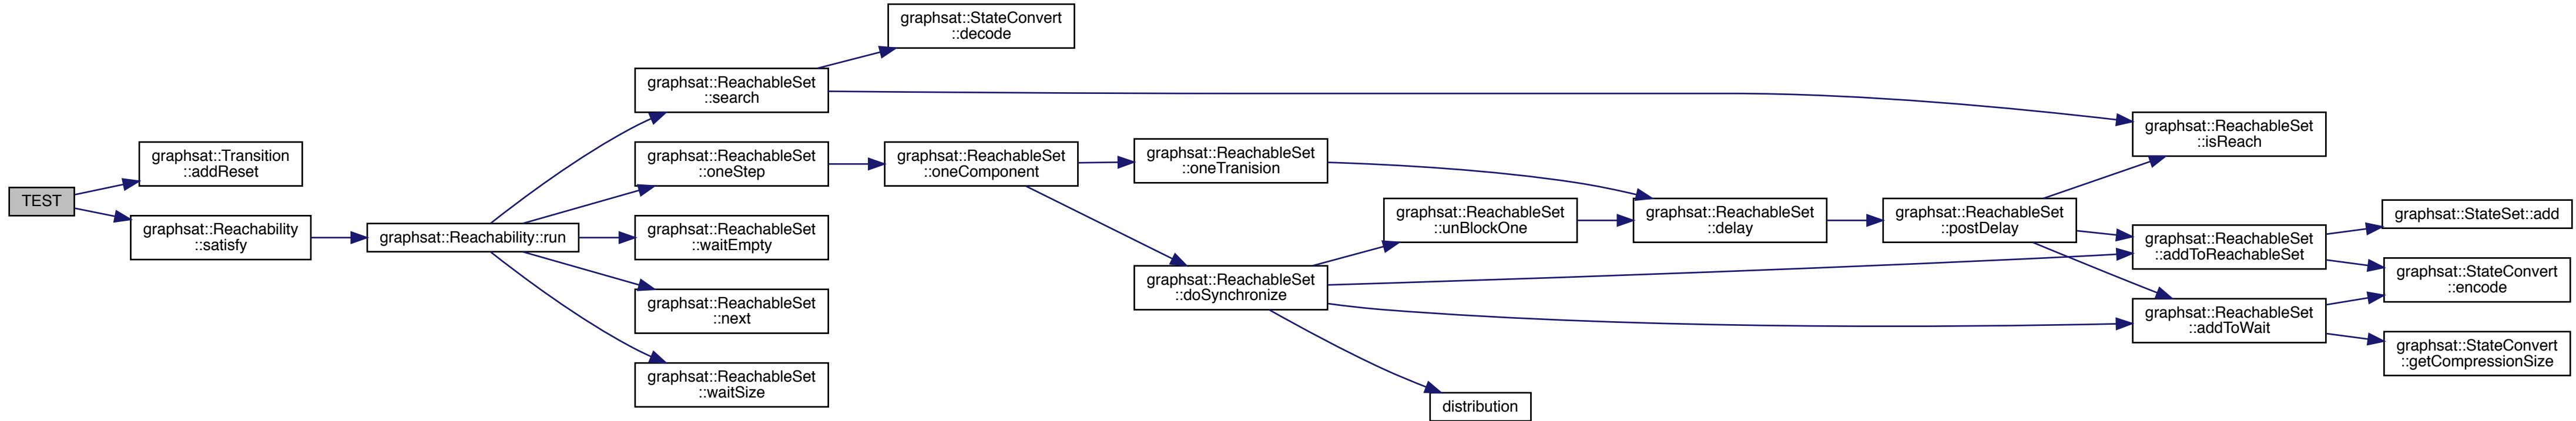 TEST
graphsat::Transition
::addReset
graphsat::Reachability
::satisfy
graphsat::Reachability::run
graphsat::ReachableSet
::search
graphsat::ReachableSet
::oneStep
graphsat::ReachableSet
::waitEmpty
graphsat::ReachableSet
::next
graphsat::ReachableSet
::waitSize
graphsat::StateConvert
::decode
graphsat::ReachableSet
::oneComponent
graphsat::ReachableSet
::oneTranision
graphsat::ReachableSet
::doSynchronize
graphsat::ReachableSet
::unBlockOne
distribution
graphsat::ReachableSet
::delay
graphsat::ReachableSet
::postDelay
graphsat::ReachableSet
::isReach
graphsat::ReachableSet
::addToReachableSet
graphsat::ReachableSet
::addToWait
graphsat::StateSet::add
graphsat::StateConvert
::encode
graphsat::StateConvert
::getCompressionSize